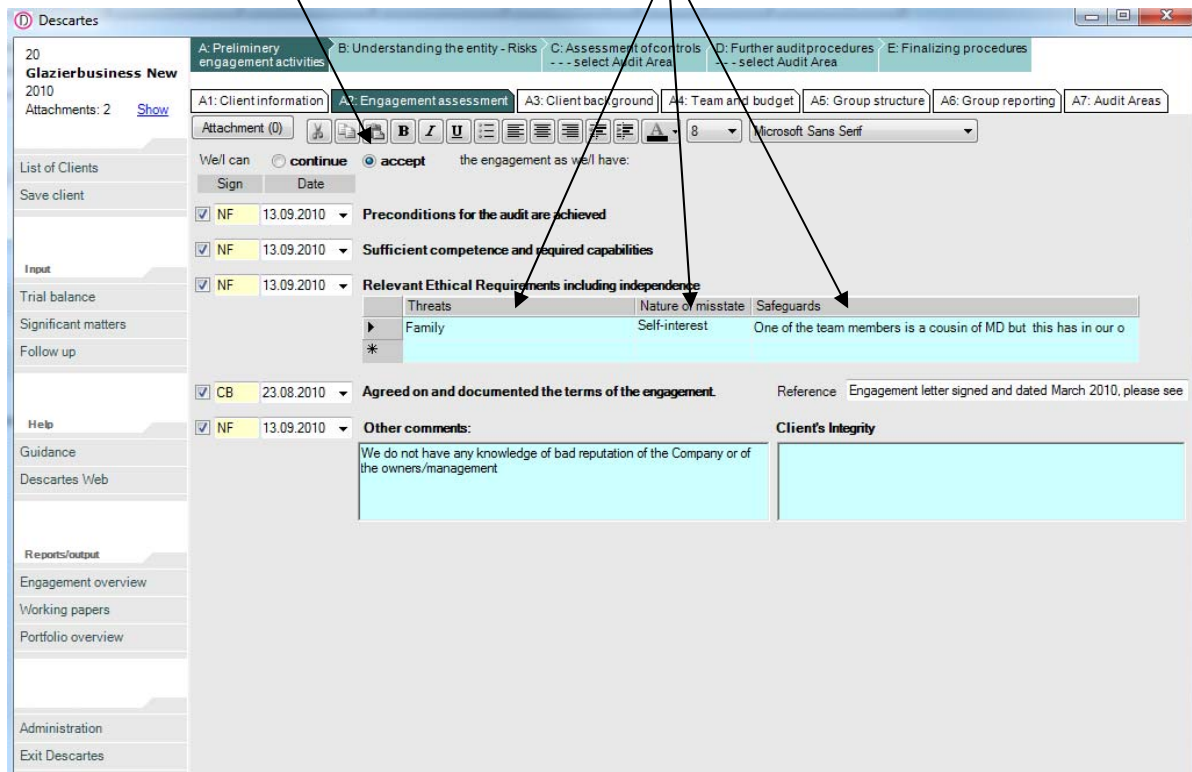 Descartes
20
Glazierbusiness New
2010
Attachments: 2 Show
List of Clients
Save client
Input
Trial balance
Significant matters
Follow up
Help
Guidance
Descartes Web
Reports/output
Engagement overview
Working papers
Portfolio overview
Administration
Exit Descartes
A: Preliminery engagement activities
B: Understanding the entity - Risks
C: Assessment of controls - - - select Audit Area
D: Further audit procedures - - - select Audit Area
E: Finalizing procedures
A1: Client information A2: Engagement assessment A3: Client background A4: Team and budget A5: Group structure A6: Group reporting A7: Audit Areas
Attachment (0) B I U A 8 Microsoft Sans Serif
We/I can continue accept the engagement as we/I have:
Sign Date
NF 13.09.2010 Preconditions for the audit are achieved
NF 13.09.2010 Sufficient competence and required capabilities
NF 13.09.2010 Relevant Ethical Requirements including independence
Threats Nature of misstate Safeguards
Family Self-interest One of the team members is a cousin of MD but this has in our o
CB 23.08.2010 Agreed on and documented the terms of the engagement. Reference Engagement letter signed and dated March 2010, please see
NF 13.09.2010 Other comments: Client's Integrity
We do not have any knowledge of bad reputation of the Company or of
the owners/management